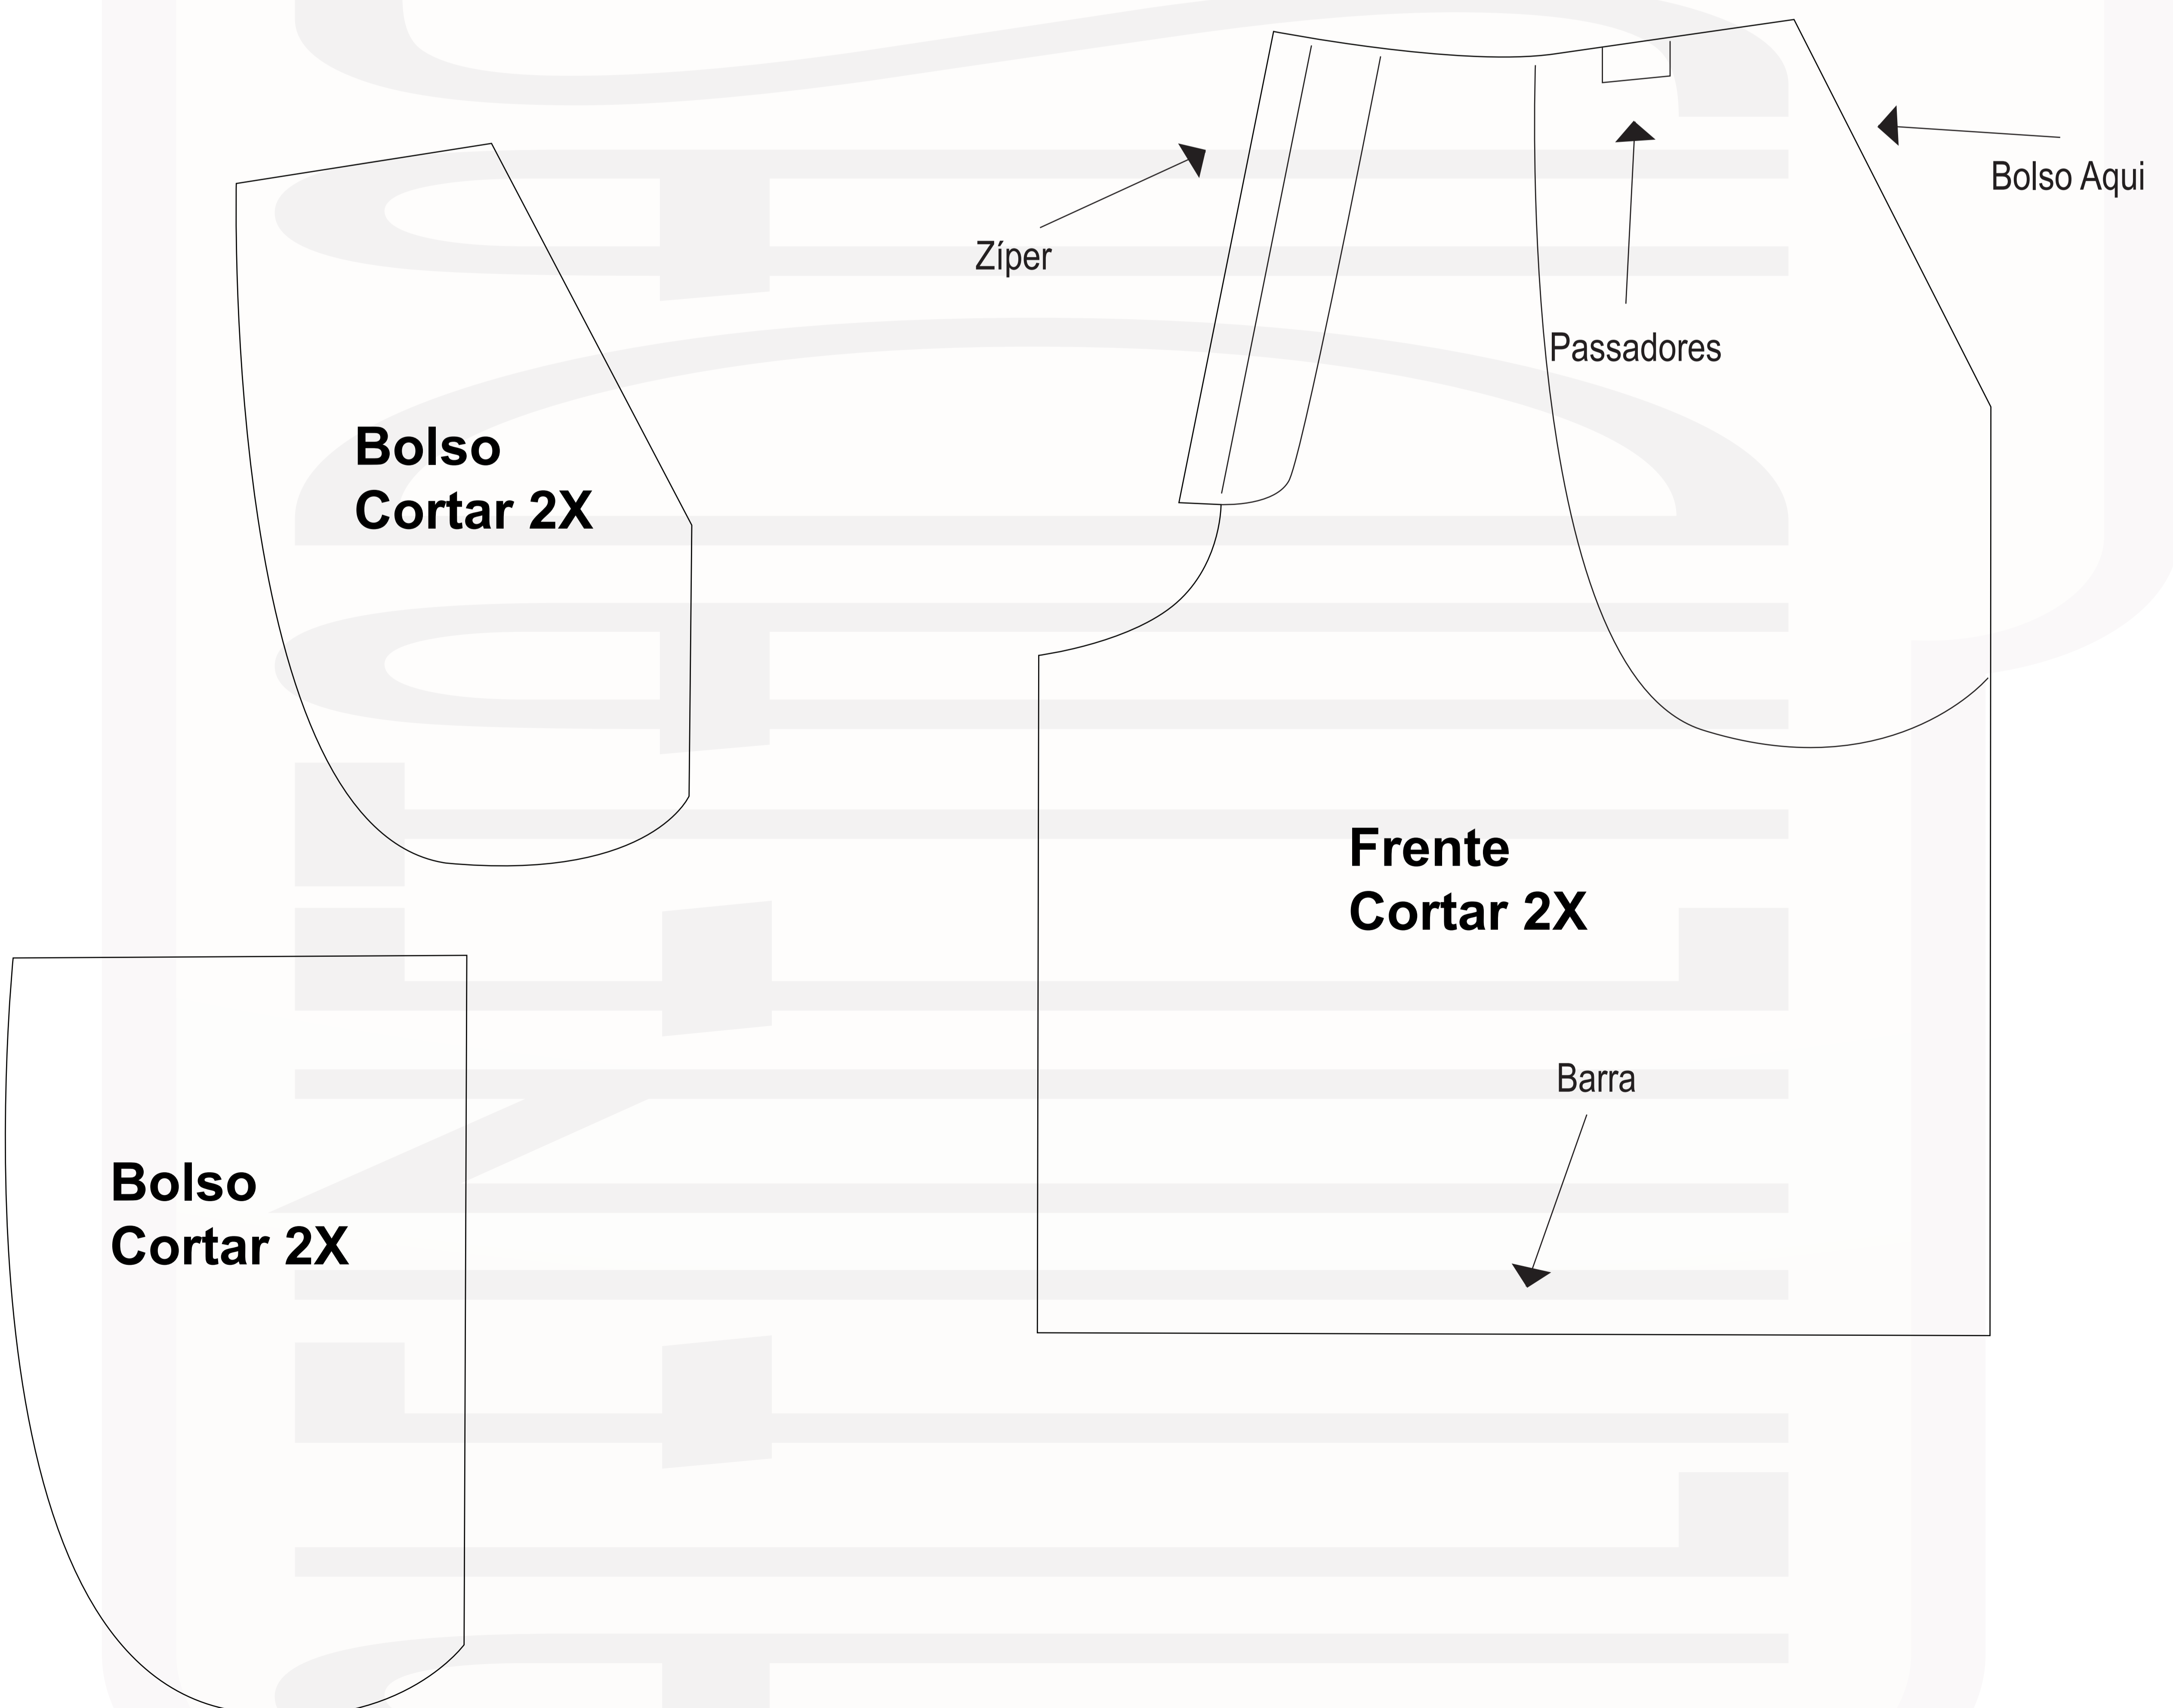 Bolso Aqui
Zíper
Passadores
Bolso
Cortar 2X
Frente
Cortar 2X
Barra
Bolso
Cortar 2X